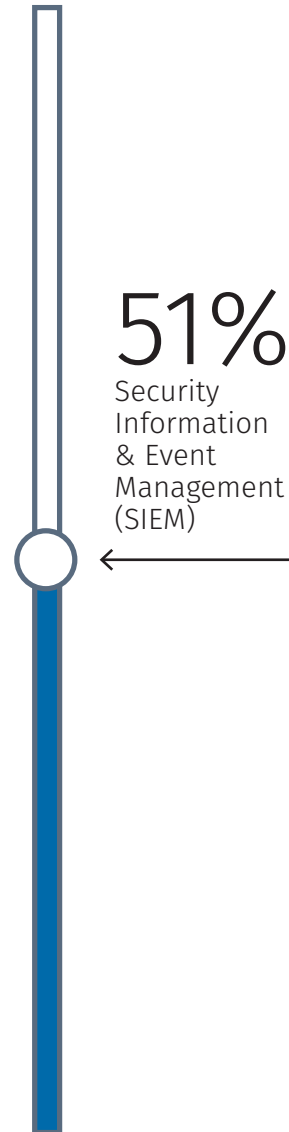 51%
Security
Information
& Event
Management
(SIEM)